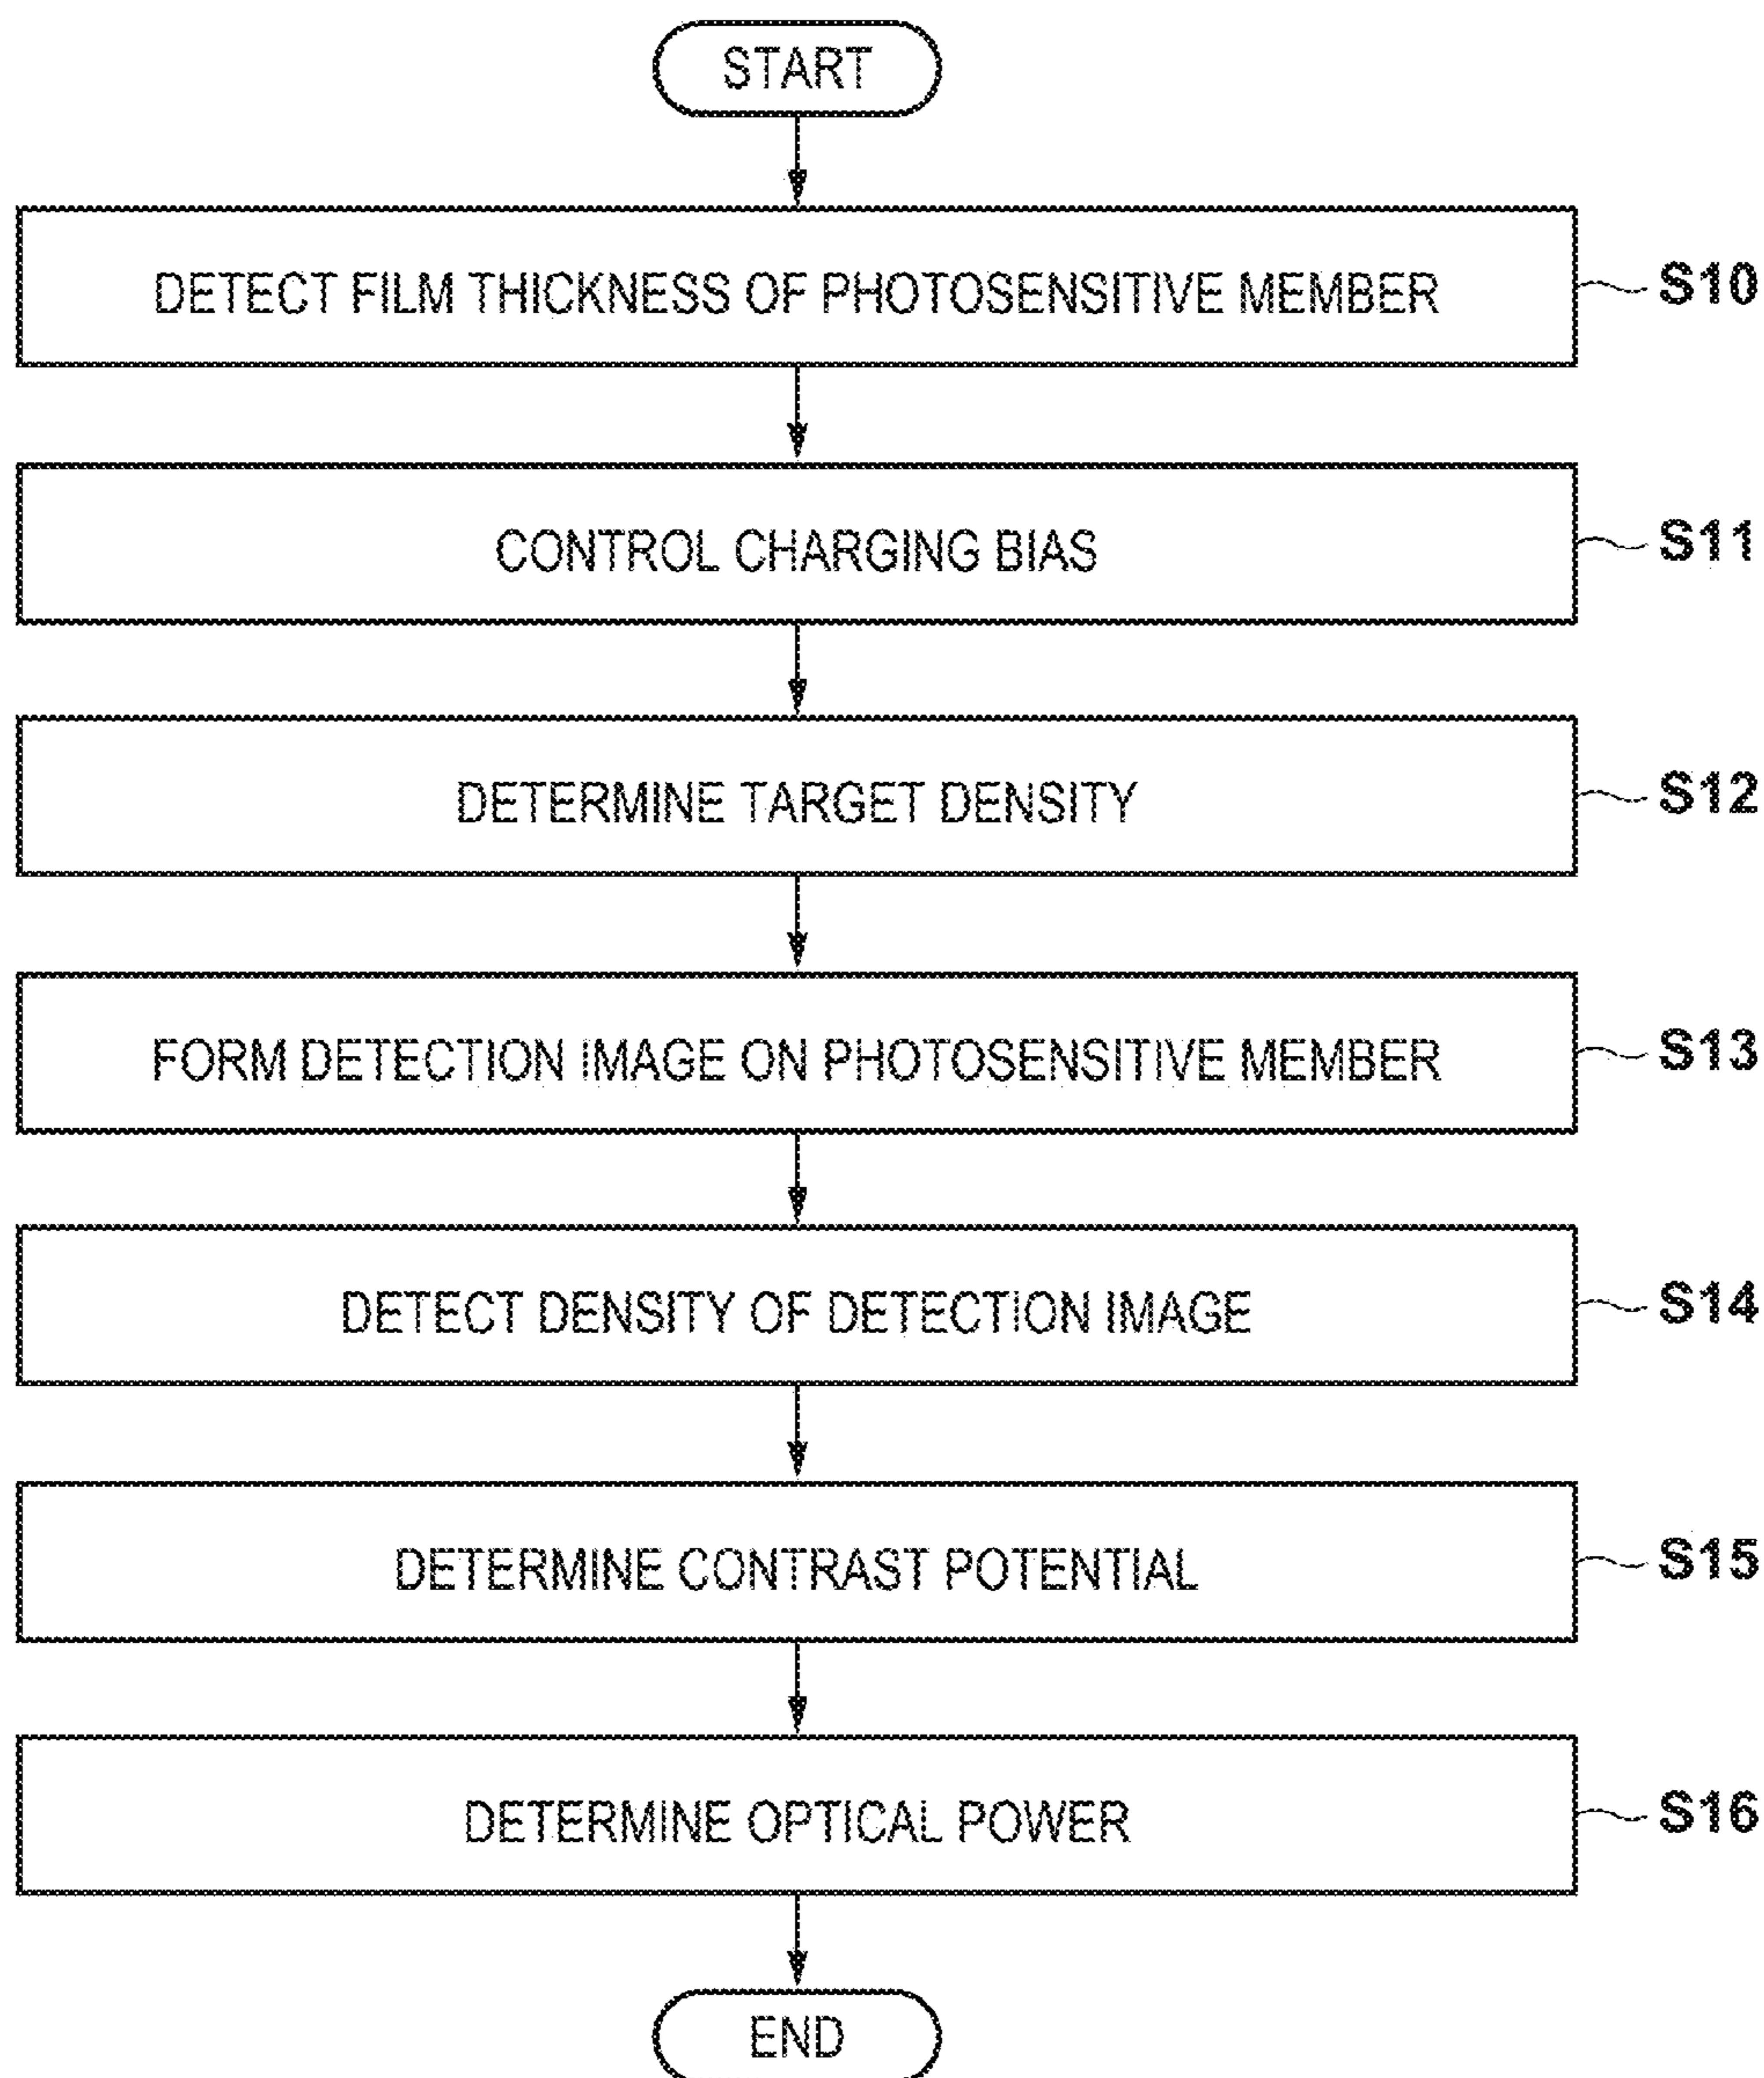 START
DETECT FILM THICKNESS OF PHOTOSENSITIVE MEMBER
S10
CONTROL CHARGING BIAS
S11
DETERMINE TARGET DENSITY
S12
FORM DETECTION IMAGE ON PHOTOSENSITIVE MEMBER
S13
DETECT DENSITY OF DETECTION IMAGE
S14
DETERMINE CONTRAST POTENTIAL
S15
DETERMINE OPTICAL POWER
S16
END